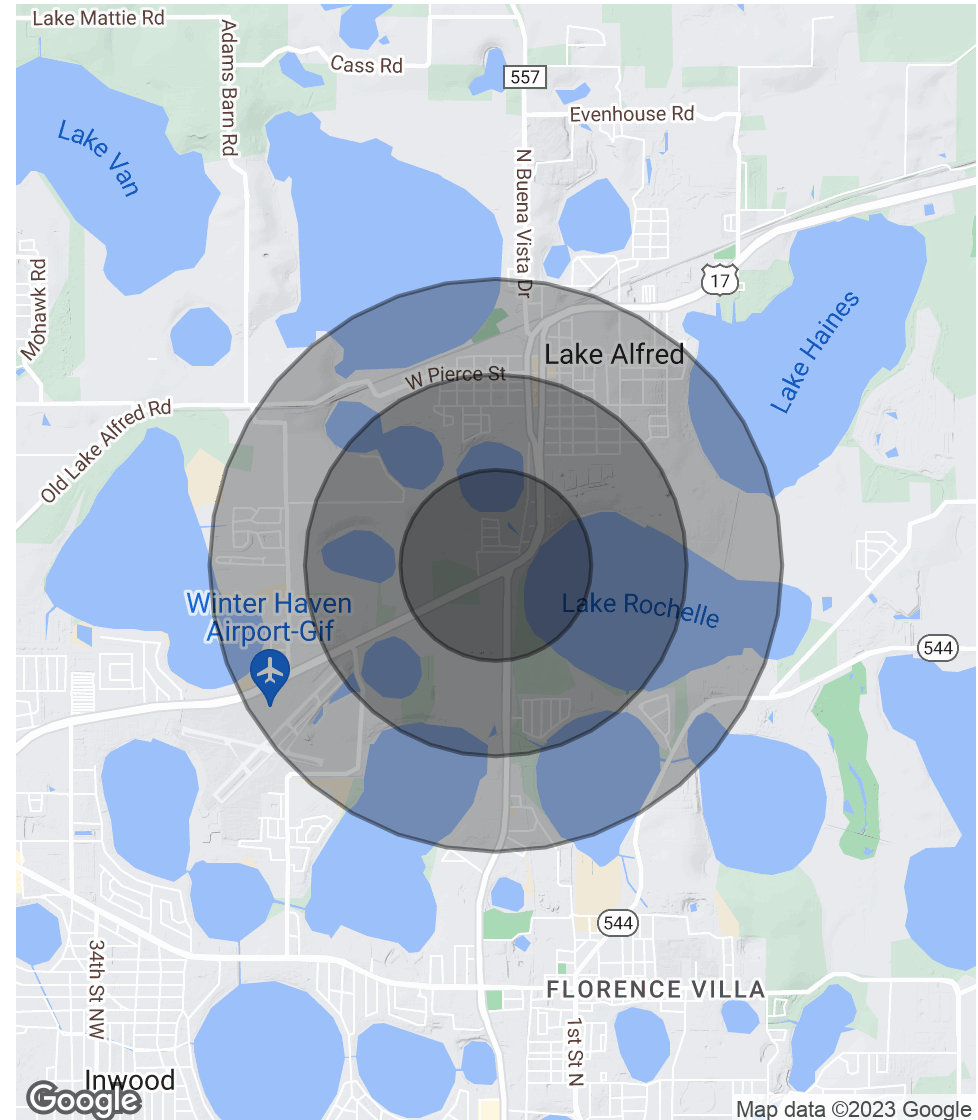 Lake Mattie Rd
Adams Barn Rd
Cass Rd
557
Evenhouse Rd
Lake Van
N Buena Vista Dr
17
Mohawk Rd
Lake Haines
Lake Alfred
W Pierce St
Old Lake Alfred Rd
Winter Haven
Airport-Gif
Lake Rochelle
544
544
34th St NW
FLORENCE VILLA
1st St N
Inwood
Google
Map data ©2023 Google